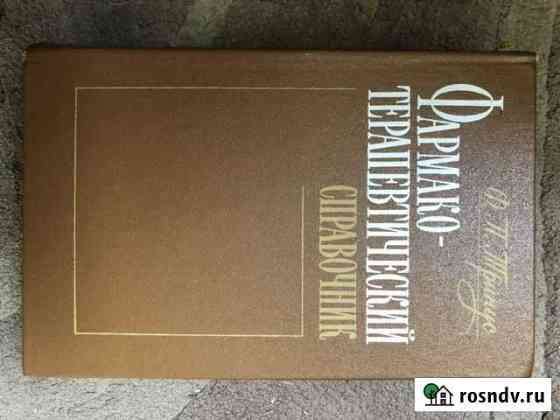 Ф. П. Тринус
ФАРМАКО-
ТЕРАПЕВТИЧЕСКИЙ
СПРАВОЧНИК
rosndv.ru